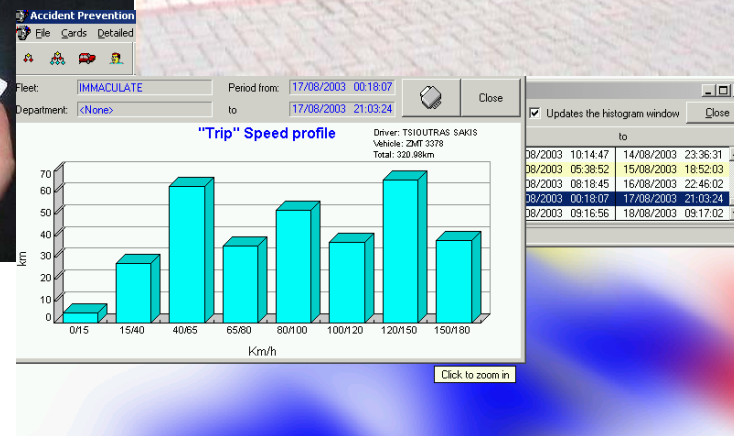 Accident Prevention
File Cards Detailed
Fleet: IMMACULATE Period from: 17/08/2003 00:18:07 Close
Department: <None> to 17/08/2003 21:03:24
"Trip" Speed profile
Driver: TSIOUTRAS SAKIS
Vehicle: ZMT 3378
Total: 320.98km
70
60
50
40
30
20
10
0
km
0/15 15/40 40/65 65/80 80/100 100/120 120/150 150/180
Km/h
Click to zoom in
Updates the histogram window Close
to
08/2003 10:14:47 14/08/2003 23:36:31
08/2003 05:38:52 15/08/2003 18:52:03
08/2003 08:18:45 16/08/2003 22:46:02
08/2003 00:18:07 17/08/2003 21:03:24
08/2003 09:16:56 18/08/2003 09:17:02